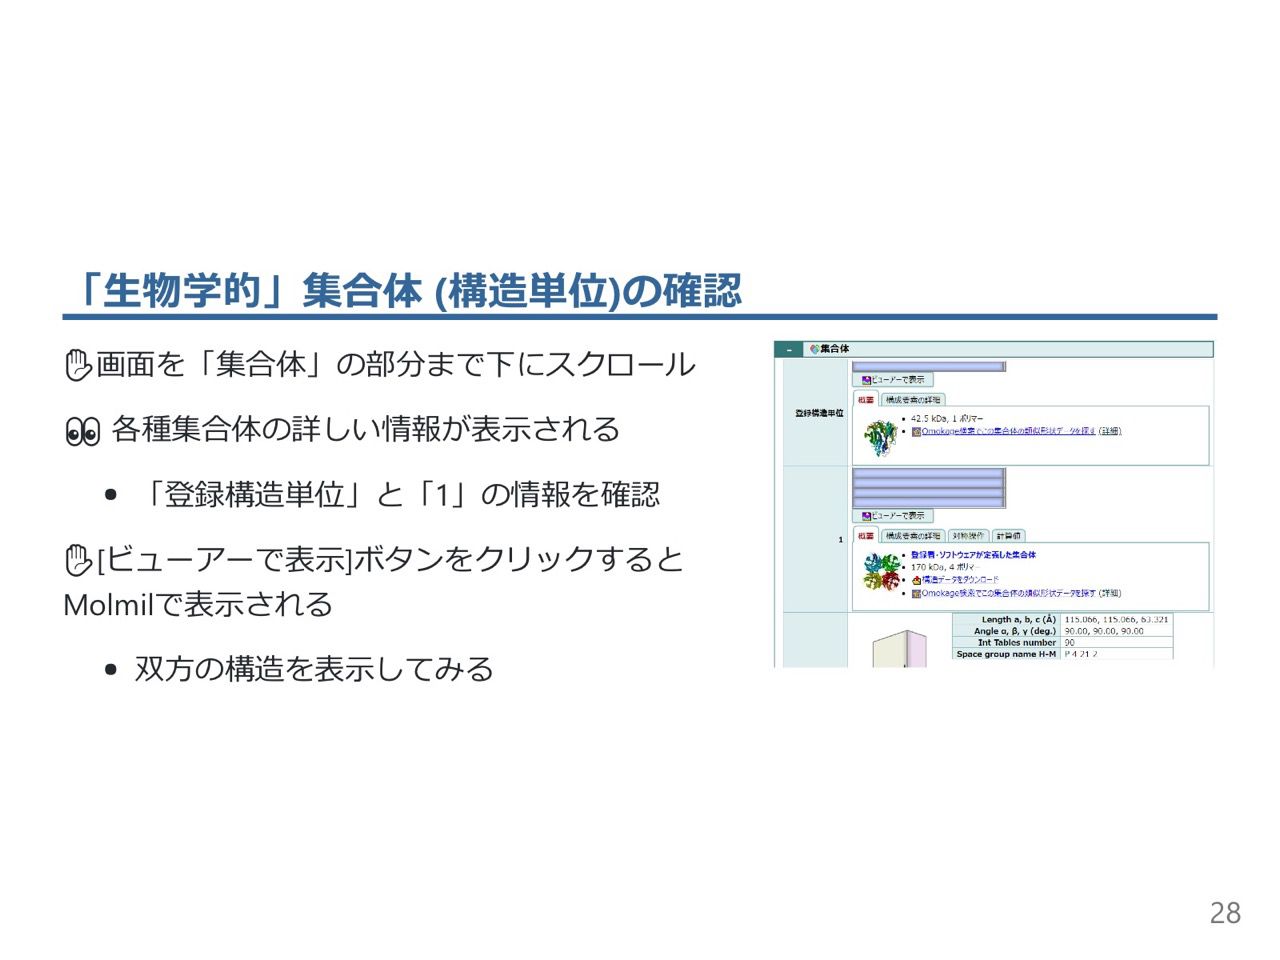 「生物学的」集合体 (構造単位)の確認
✋画面を「集合体」の部分まで下にスクロール
👀 各種集合体の詳しい情報が表示される
• 「登録構造単位」と「1」の情報を確認
✋[ビューアーで表示]ボタンをクリックすると
Molmilで表示される
• 双方の構造を表示してみる
- 集合体
登録構造単位
ビューアーで表示
概要 構成要素の詳細
• 42.5 kDa, 1 ポリマー
• Omokage検索でこの集合体の類似形状データを探す (詳細)
1
ビューアーで表示
概要 構成要素の詳細 対称操作 計算値
• 登録者・ソフトウェアが定義した集合体
• 170 kDa, 4 ポリマー
• 構造データをダウンロード
• Omokage検索でこの集合体の類似形状データを探す (詳細)
Length a, b, c (Å) 115.066, 115.066, 63.321
Angle α, β, γ (deg.) 90.00, 90.00, 90.00
Int Tables number 90
Space group name H-M P 4 21 2
28